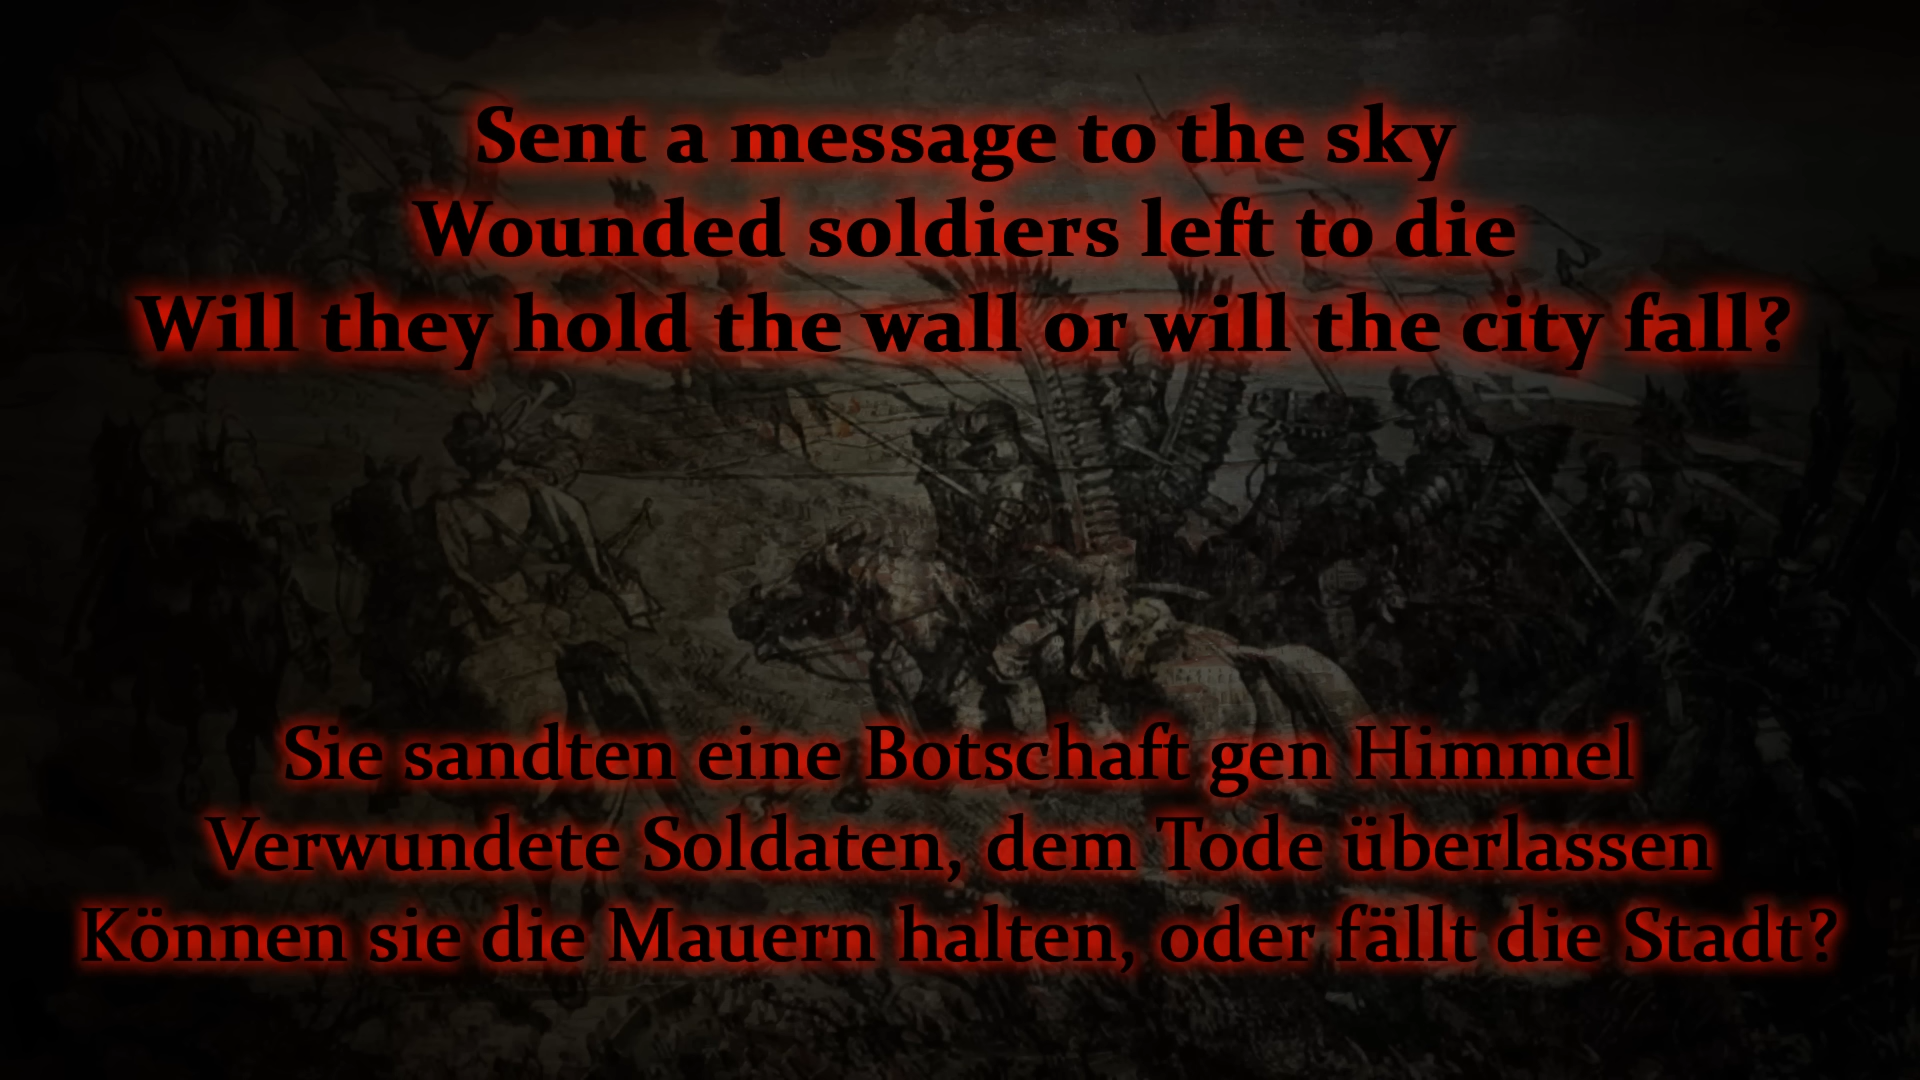 Sent a message to the sky
Wounded soldiers left to die
Will they hold the wall or will the city fall?
Sie sandten eine Botschaft gen Himmel
Verwundete Soldaten, dem Tode überlassen
Können sie die Mauern halten, oder fällt die Stadt?